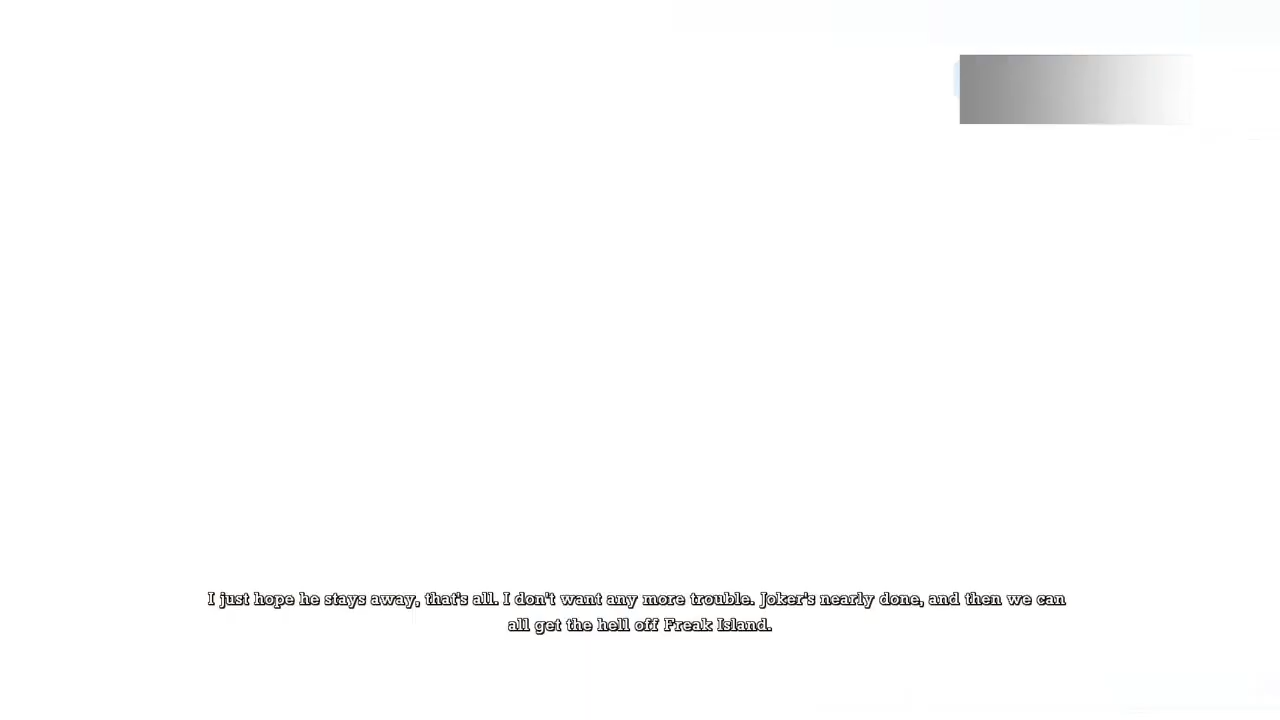 I just hope he stays away, that's all. I don't want any more trouble. Joker's nearly done, and then we can
all get the hell off Freak Island.